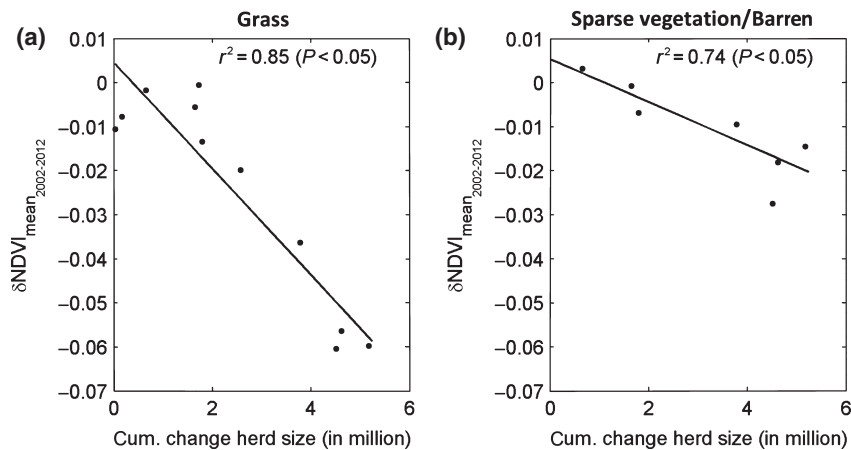 Grass
(a)
r² = 0.85 (P < 0.05)
0.01
0
−0.01
−0.02
−0.03
−0.04
−0.05
−0.06
−0.07
δNDVImean2002-2012
0 2 4 6
Cum. change herd size (in million)
Sparse vegetation/Barren
(b)
r² = 0.74 (P < 0.05)
0.01
0
−0.01
−0.02
−0.03
−0.04
−0.05
−0.06
−0.07
δNDVImean2002-2012
0 2 4 6
Cum. change herd size (in million)